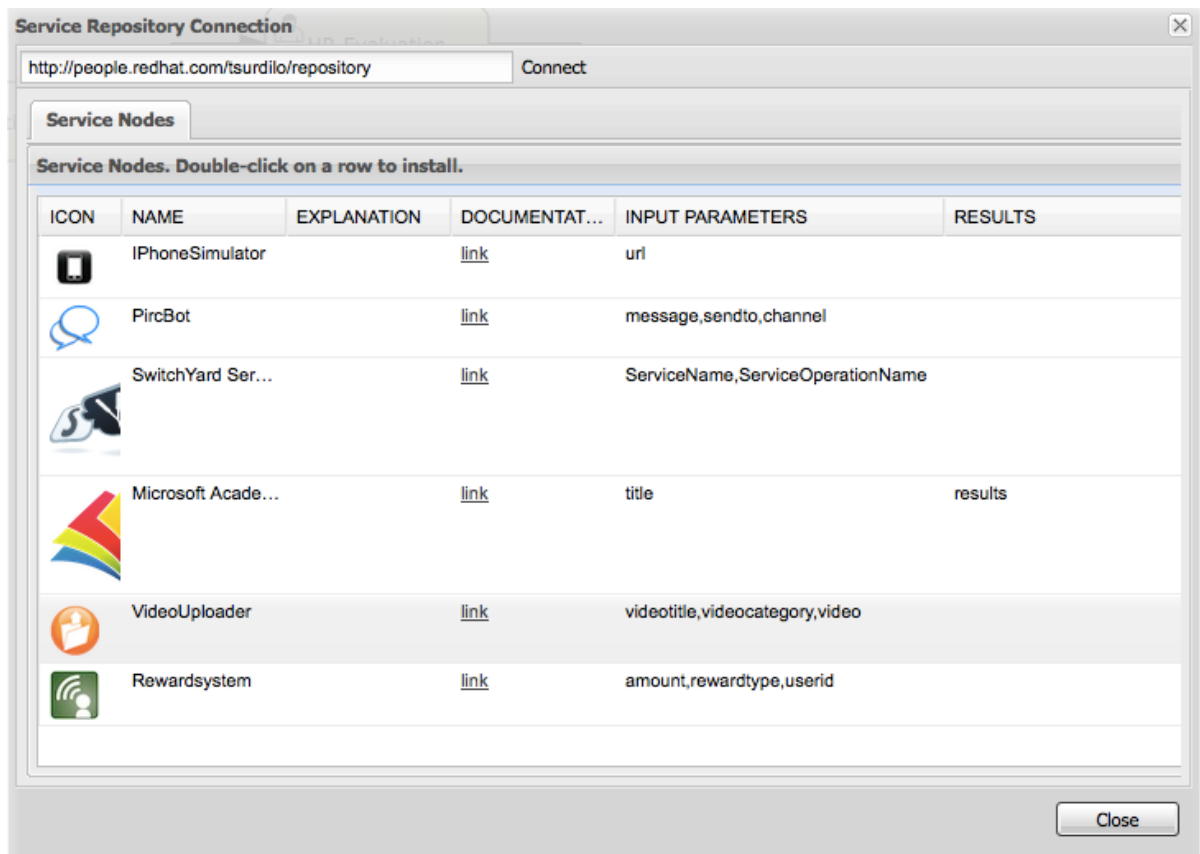 Service Repository Connection
HR Evaluation
http://people.redhat.com/tsurdilo/repository Connect
Service Nodes
Service Nodes. Double-click on a row to install.
ICON NAME EXPLANATION DOCUMENTAT... INPUT PARAMETERS RESULTS
IPhoneSimulator link url
PircBot link message,sendto,channel
SwitchYard Ser... link ServiceName,ServiceOperationName
S
Microsoft Acade... link title results
VideoUploader link videotitle,videocategory,video
Rewardsystem link amount,rewardtype,userid
Close